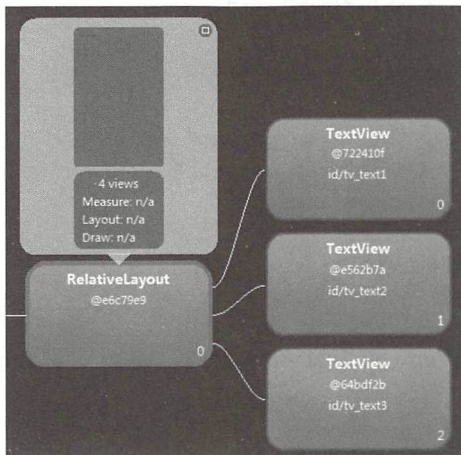 4 views
Measure: n/a
Layout: n/a
Draw: n/a
RelativeLayout
@e6c79e9
0
TextView
@722410f
id/tv_text1
0
TextView
@e562b7a
id/tv_text2
1
TextView
@64bdf2b
id/tv_text3
2